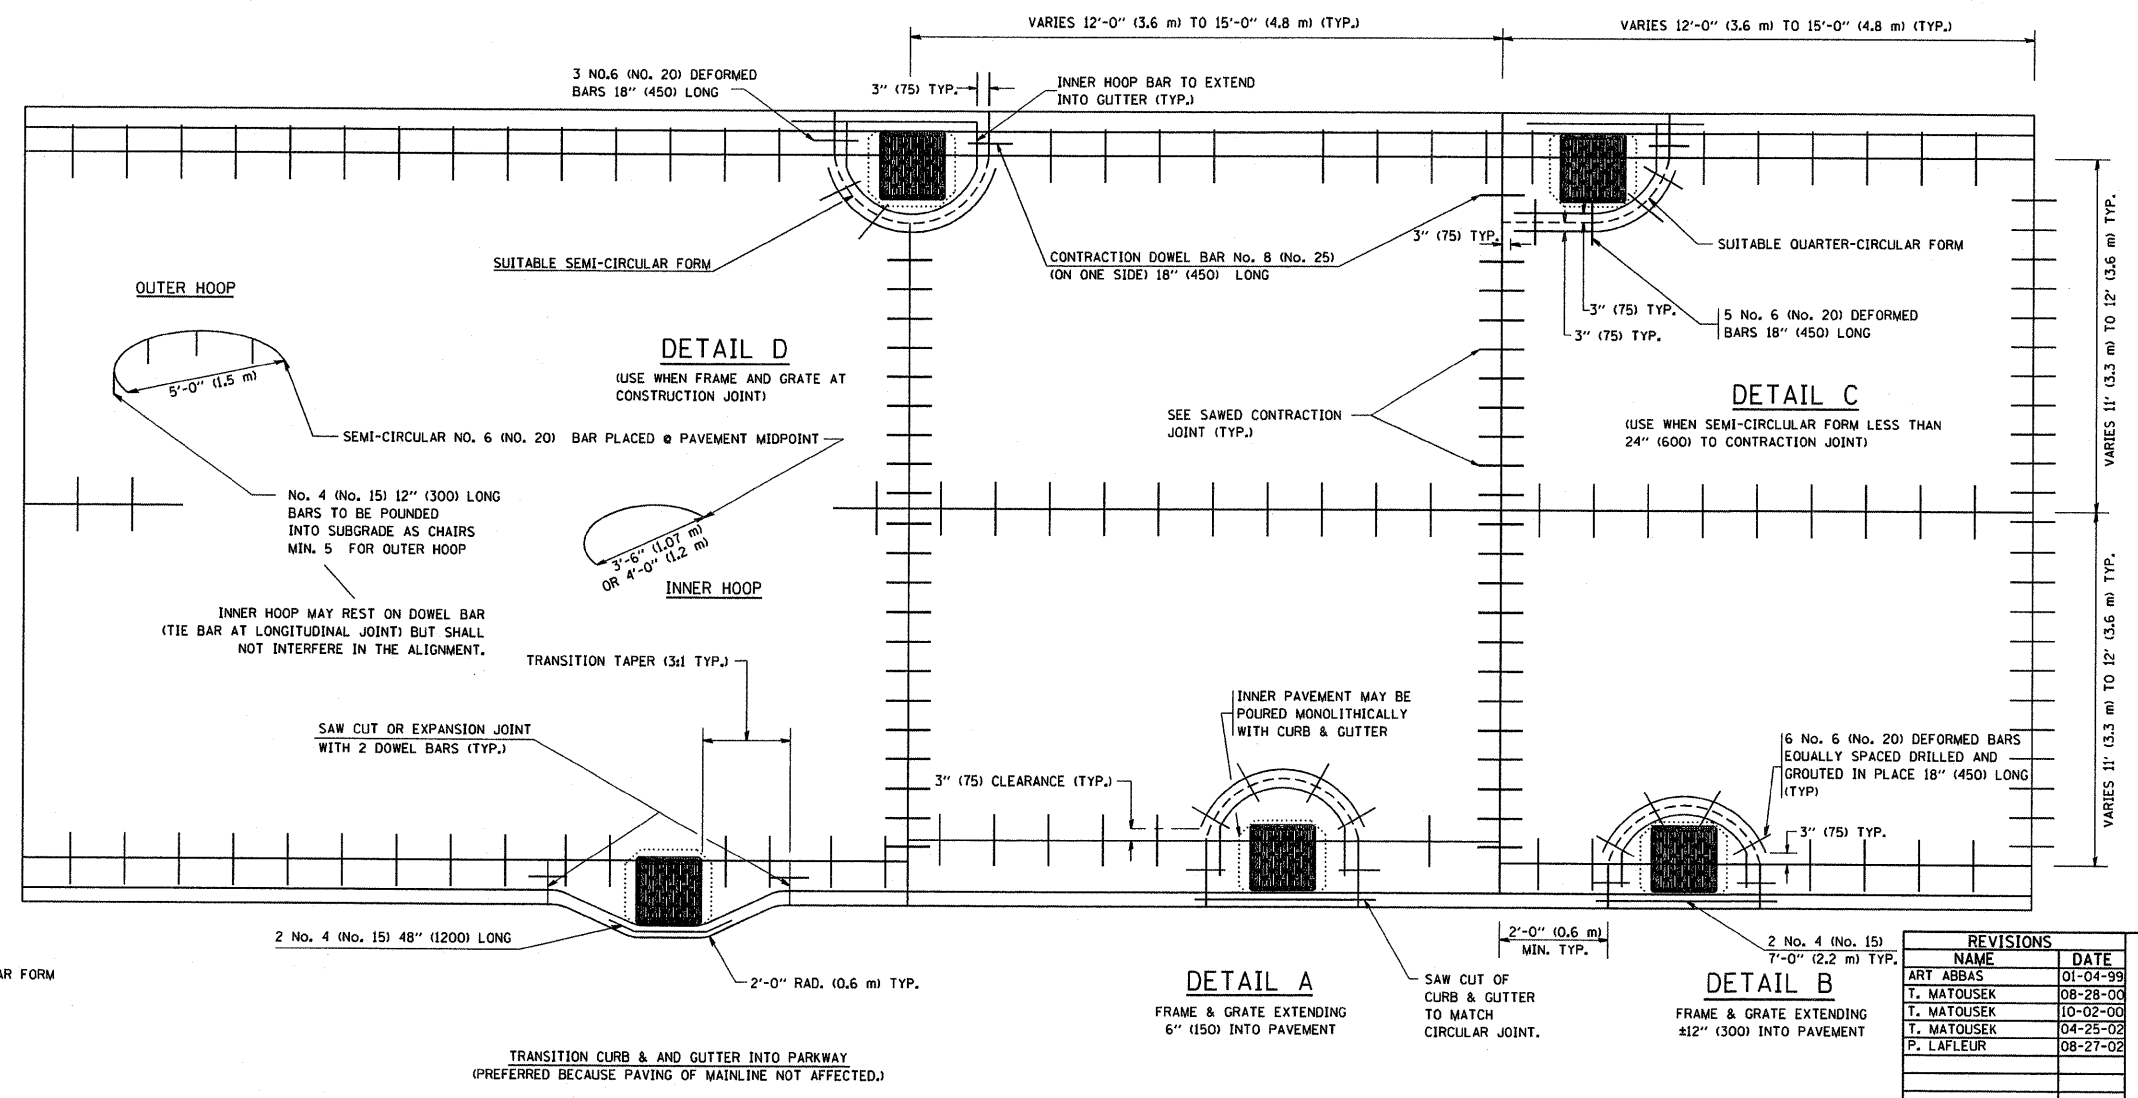 VARIES 12'-0" (3.6 m) TO 15'-0" (4.8 m) (TYP.)
VARIES 12'-0" (3.6 m) TO 15'-0" (4.8 m) (TYP.)
3 NO.6 (NO. 20) DEFORMED
BARS 18" (450) LONG
3" (75) TYP.
INNER HOOP BAR TO EXTEND
INTO GUTTER (TYP.)
SUITABLE SEMI-CIRCULAR FORM
CONTRACTION DOWEL BAR No. 8 (No. 25)
(ON ONE SIDE) 18" (450) LONG
3" (75) TYP.
SUITABLE QUARTER-CIRCULAR FORM
3" (75) TYP.
3" (75) TYP.
5 No. 6 (No. 20) DEFORMED
BARS 18" (450) LONG
VARIES 11' (3.3 m) TO 12' (3.6 m) TYP.
OUTER HOOP
5'-0" (1.5 m)
DETAIL D
(USE WHEN FRAME AND GRATE AT
CONSTRUCTION JOINT)
SEMI-CIRCULAR NO. 6 (NO. 20) BAR PLACED @ PAVEMENT MIDPOINT
SEE SAWED CONTRACTION
JOINT (TYP.)
DETAIL C
(USE WHEN SEMI-CIRCLULAR FORM LESS THAN
24" (600) TO CONTRACTION JOINT)
No. 4 (No. 15) 12" (300) LONG
BARS TO BE POUNDED
INTO SUBGRADE AS CHAIRS
MIN. 5 FOR OUTER HOOP
3'-6" (1.07 m)
OR 4'-0" (1.2 m)
INNER HOOP
INNER HOOP MAY REST ON DOWEL BAR
(TIE BAR AT LONGITUDINAL JOINT) BUT SHALL
NOT INTERFERE IN THE ALIGNMENT.
TRANSITION TAPER (3:1 TYP.)
SAW CUT OR EXPANSION JOINT
WITH 2 DOWEL BARS (TYP.)
INNER PAVEMENT MAY BE
POURED MONOLITHICALLY
WITH CURB & GUTTER
3" (75) CLEARANCE (TYP.)
6 No. 6 (No. 20) DEFORMED BARS
EQUALLY SPACED DRILLED AND
GROUTED IN PLACE 18" (450) LONG
(TYP)
3" (75) TYP.
VARIES 11' (3.3 m) TO 12' (3.6 m) TYP.
2 No. 4 (No. 15) 48" (1200) LONG
2'-0" RAD. (0.6 m) TYP.
AR FORM
2'-0" (0.6 m)
MIN. TYP.
2 No. 4 (No. 15)
7'-0" (2.2 m) TYP.
DETAIL A
FRAME & GRATE EXTENDING
6" (150) INTO PAVEMENT
SAW CUT OF
CURB & GUTTER
TO MATCH
CIRCULAR JOINT.
DETAIL B
FRAME & GRATE EXTENDING
±12" (300) INTO PAVEMENT
TRANSITION CURB & AND GUTTER INTO PARKWAY
(PREFERRED BECAUSE PAVING OF MAINLINE NOT AFFECTED.)
REVISIONS
NAME DATE
ART ABBAS 01-04-99
T. MATOUSEK 08-28-00
T. MATOUSEK 10-02-00
T. MATOUSEK 04-25-02
P. LAFLEUR 08-27-02